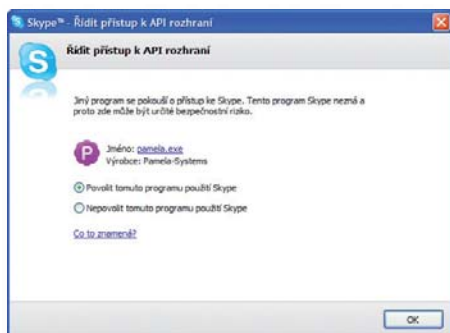 Skype™ - Řídit přístup k API rozhraní
Řídit přístup k API rozhraní
Jiný program se pokouší o přístup ke Skype. Tento program Skype nezná a
proto zde může být určité bezpečnostní riziko.
Jméno: pamela.exe
Výrobce: Pamela-Systems
Povolit tomuto programu použití Skype
Nepovolit tomuto programu použití Skype
Co to znamená?
OK